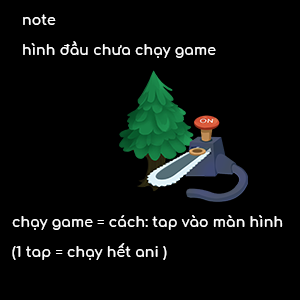 note
hình đầu chưa chạy game
ON
chạy game = cách: tap vào màn hình
(1 tap = chạy hết ani )